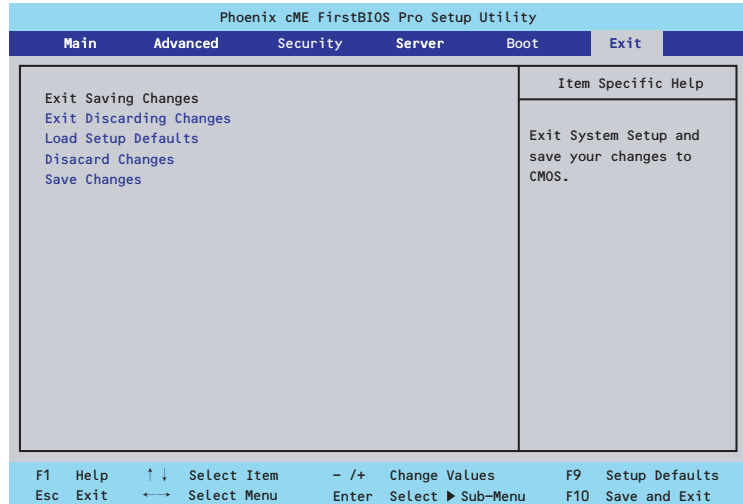 Phoenix cME FirstBIOS Pro Setup Utility
Main Advanced Security Server Boot Exit
Item Specific Help
Exit Saving Changes
Exit Discarding Changes
Load Setup Defaults
Disacard Changes
Save Changes
Exit System Setup and
save your changes to
CMOS.
F1 Help ↑↓ Select Item − /+ Change Values F9 Setup Defaults
Esc Exit ←→ Select Menu Enter Select ▶ Sub−Menu F10 Save and Exit